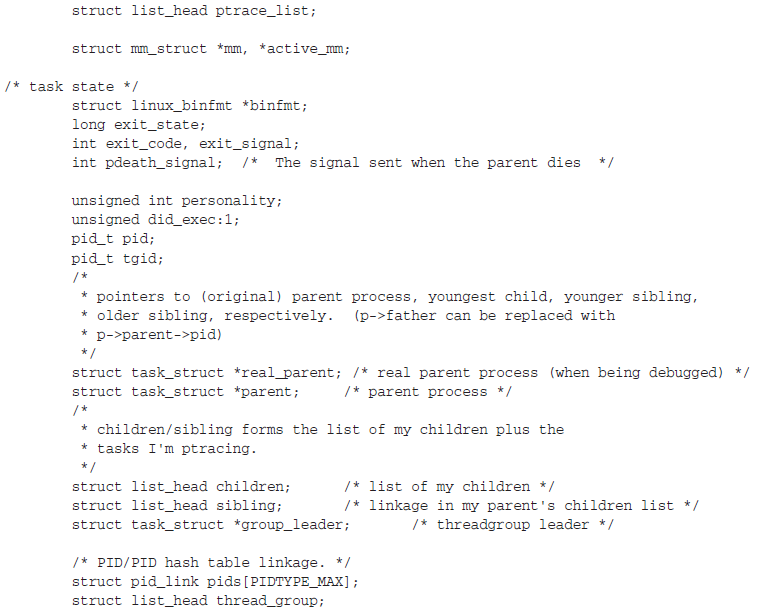 struct list_head ptrace_list;
struct mm_struct *mm, *active_mm;
/* task state */
struct linux_binfmt *binfmt;
long exit_state;
int exit_code, exit_signal;
int pdeath_signal;  /*  The signal sent when the parent dies  */
unsigned int personality;
unsigned did_exec:1;
pid_t pid;
pid_t tgid;
/*
* pointers to (original) parent process, youngest child, younger sibling,
* older sibling, respectively.  (p->father can be replaced with
* p->parent->pid)
*/
struct task_struct *real_parent; /* real parent process (when being debugged) */
struct task_struct *parent;     /* parent process */
/*
* children/sibling forms the list of my children plus the
* tasks I'm ptracing.
*/
struct list_head children;      /* list of my children */
struct list_head sibling;       /* linkage in my parent's children list */
struct task_struct *group_leader;       /* threadgroup leader */
/* PID/PID hash table linkage. */
struct pid_link pids[PIDTYPE_MAX];
struct list_head thread_group;